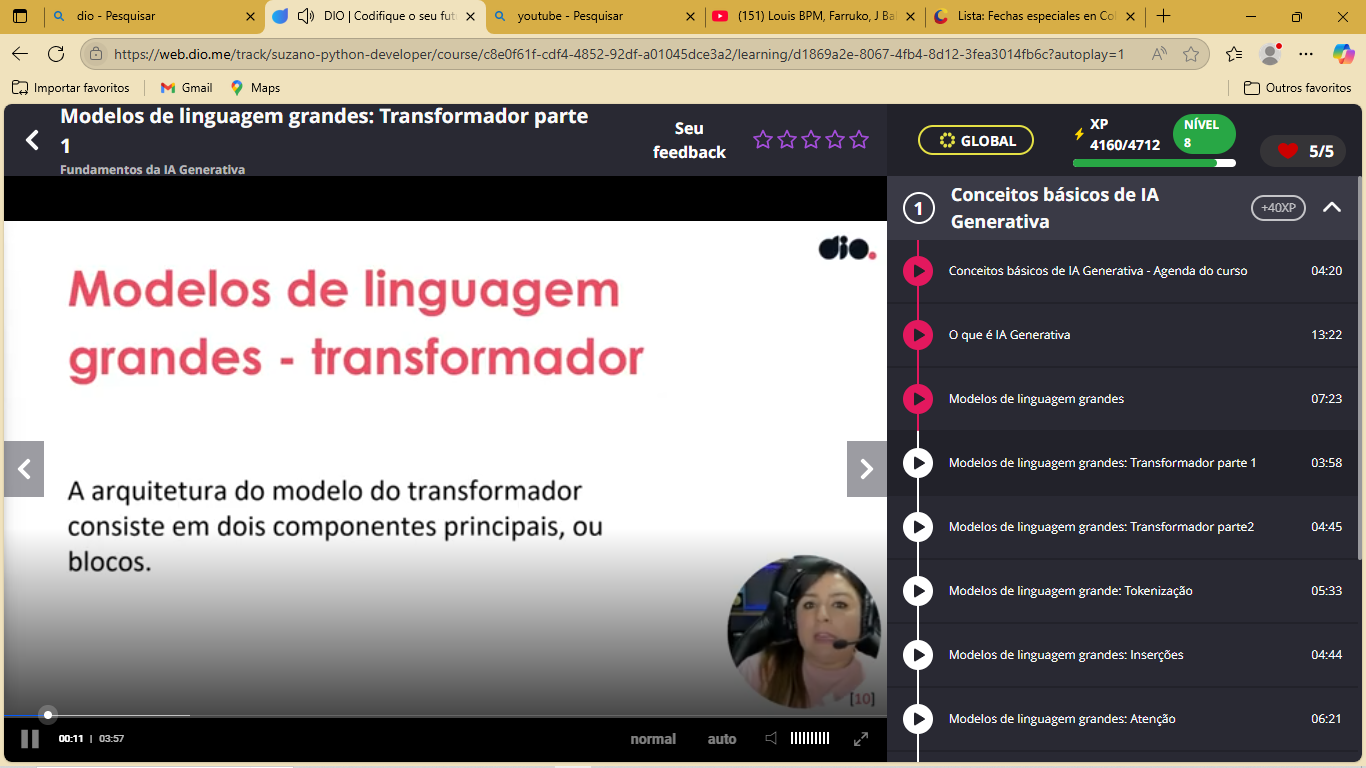 dio - Pesquisar
DIO | Codifique o seu fut
youtube - Pesquisar
(151) Louis BPM, Farruko, J Bal
Lista: Fechas especiales en Col
https://web.dio.me/track/suzano-python-developer/course/c8e0f61f-cdf4-4852-92df-a01045dce3a2/learning/d1869a2e-8067-4fb4-8d12-3fea3014fb6c?autoplay=1
Importar favoritos
Gmail
Maps
Outros favoritos
Modelos de linguagem grandes: Transformador parte
1
Fundamentos da IA Generativa
Seu
feedback
GLOBAL
XP
4160/4712
NÍVEL
8
5/5
dio.
Modelos de linguagem
grandes - transformador
A arquitetura do modelo do transformador
consiste em dois componentes principais, ou
blocos.
[10]
00:11 | 03:57
normal
auto
1
Conceitos básicos de IA
Generativa
+40XP
Conceitos básicos de IA Generativa - Agenda do curso 04:20
O que é IA Generativa 13:22
Modelos de linguagem grandes 07:23
Modelos de linguagem grandes: Transformador parte 1 03:58
Modelos de linguagem grandes: Transformador parte2 04:45
Modelos de linguagem grande: Tokenização 05:33
Modelos de linguagem grandes: Inserções 04:44
Modelos de linguagem grandes: Atenção 06:21